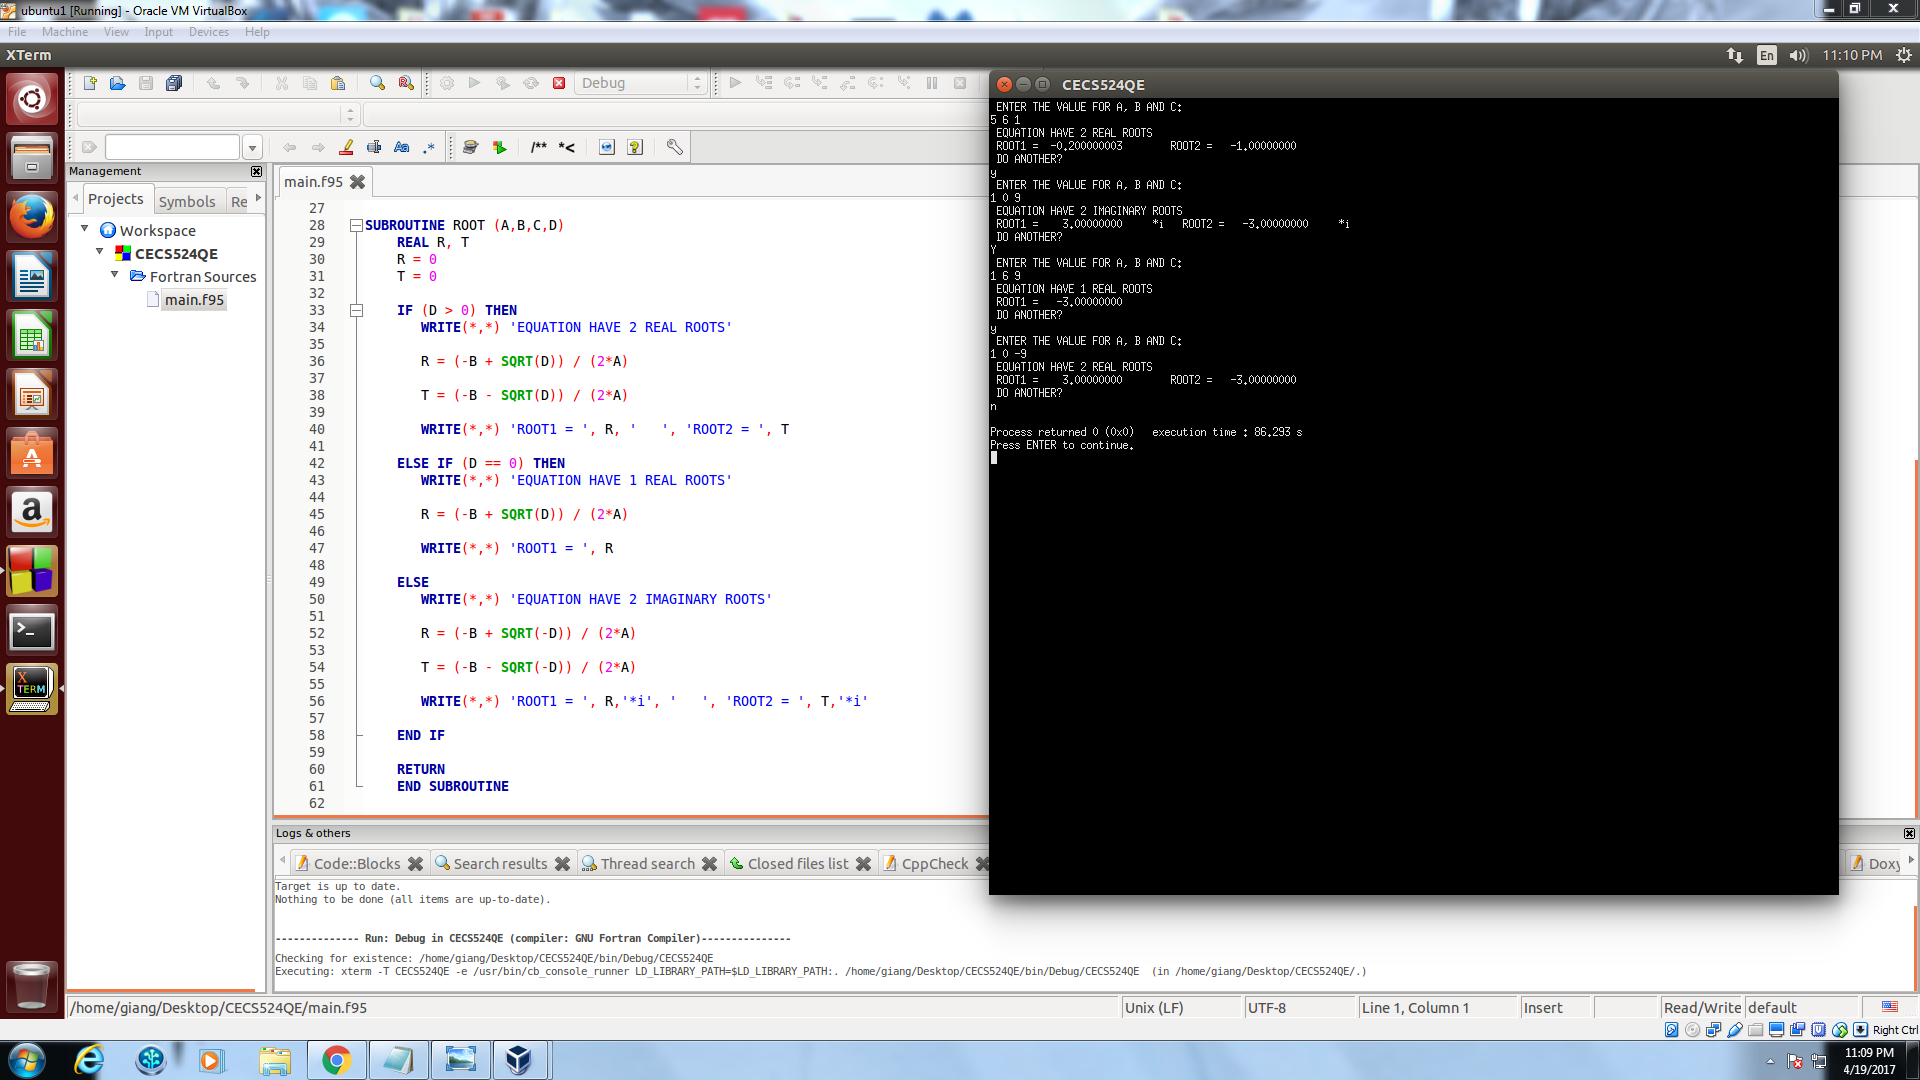 ubuntu1 [Running] - Oracle VM VirtualBox
File Machine View Input Devices Help
XTerm
En
11:10 PM
Debug
/** *<
Aa
.*
Management
Projects
Symbols
Re
Workspace
CECS524QE
Fortran Sources
main.f95
main.f95
27
28 SUBROUTINE ROOT (A,B,C,D)
29 REAL R, T
30 R = 0
31 T = 0
32
33 IF (D > 0) THEN
34 WRITE(*,*) 'EQUATION HAVE 2 REAL ROOTS'
35
36 R = (-B + SQRT(D)) / (2*A)
37
38 T = (-B - SQRT(D)) / (2*A)
39
40 WRITE(*,*) 'ROOT1 = ', R, '   ', 'ROOT2 = ', T
41
42 ELSE IF (D == 0) THEN
43 WRITE(*,*) 'EQUATION HAVE 1 REAL ROOTS'
44
45 R = (-B + SQRT(D)) / (2*A)
46
47 WRITE(*,*) 'ROOT1 = ', R
48
49 ELSE
50 WRITE(*,*) 'EQUATION HAVE 2 IMAGINARY ROOTS'
51
52 R = (-B + SQRT(-D)) / (2*A)
53
54 T = (-B - SQRT(-D)) / (2*A)
55
56 WRITE(*,*) 'ROOT1 = ', R,'*i', '   ', 'ROOT2 = ', T,'*i'
57
58 END IF
59
60 RETURN
61 END SUBROUTINE
62
CECS524QE
ENTER THE VALUE FOR A, B AND C:
5 6 1
EQUATION HAVE 2 REAL ROOTS
ROOT1 = -0.200000003 ROOT2 = -1.00000000
DO ANOTHER?
y
ENTER THE VALUE FOR A, B AND C:
1 0 9
EQUATION HAVE 2 IMAGINARY ROOTS
ROOT1 = 3.00000000 *i ROOT2 = -3.00000000 *i
DO ANOTHER?
Y
ENTER THE VALUE FOR A, B AND C:
1 6 9
EQUATION HAVE 1 REAL ROOTS
ROOT1 = -3.00000000
DO ANOTHER?
y
ENTER THE VALUE FOR A, B AND C:
1 0 -9
EQUATION HAVE 2 REAL ROOTS
ROOT1 = 3.00000000 ROOT2 = -3.00000000
DO ANOTHER?
n
Process returned 0 (0x0) execution time : 86.293 s
Press ENTER to continue.
Logs & others
Code::Blocks
Search results
Thread search
Closed files list
CppCheck
Doxy
Target is up to date.
Nothing to be done (all items are up-to-date).
-------------- Run: Debug in CECS524QE (compiler: GNU Fortran Compiler)---------------
Checking for existence: /home/giang/Desktop/CECS524QE/bin/Debug/CECS524QE
Executing: xterm -T CECS524QE -e /usr/bin/cb_console_runner LD_LIBRARY_PATH=$LD_LIBRARY_PATH:. /home/giang/Desktop/CECS524QE/bin/Debug/CECS524QE (in /home/giang/Desktop/CECS524QE/.)
/home/giang/Desktop/CECS524QE/main.f95
Unix (LF)
UTF-8
Line 1, Column 1
Insert
Read/Write
default
Right Ctrl
11:09 PM
4/19/2017
X
TERM
a